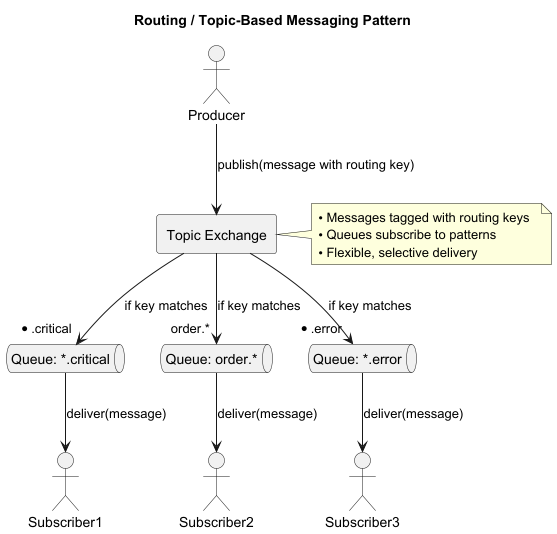 Routing / Topic-Based Messaging Pattern
Producer
publish(message with routing key)
Topic Exchange
• Messages tagged with routing keys
• Queues subscribe to patterns
• Flexible, selective delivery
if key matches
• .critical
if key matches
order.*
if key matches
• .error
Queue: *.critical
Queue: order.*
Queue: *.error
deliver(message)
deliver(message)
deliver(message)
Subscriber1
Subscriber2
Subscriber3